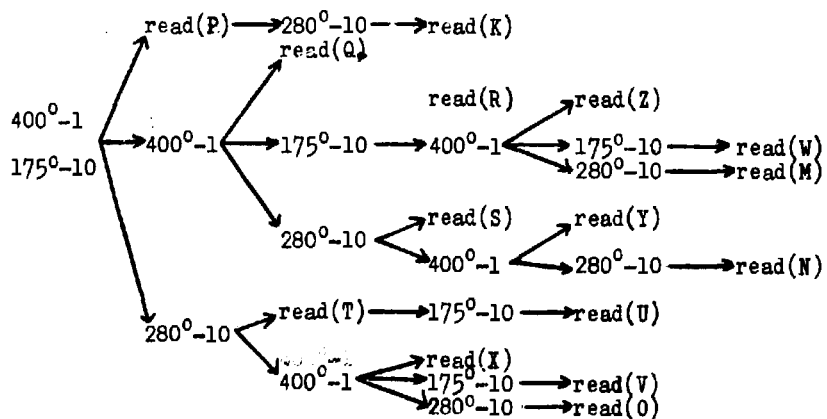 read(P) 280°-10 read(K)
read(Q)
read(R) read(Z)
400°-1
400°-1 175°-10 400°-1 175°-10 read(W)
175°-10
280°-10 read(M)
read(S) read(Y)
280°-10
400°-1 280°-10 read(N)
read(T) 175°-10 read(U)
280°-10
read(X)
400°-1 175°-10 read(V)
280°-10 read(O)